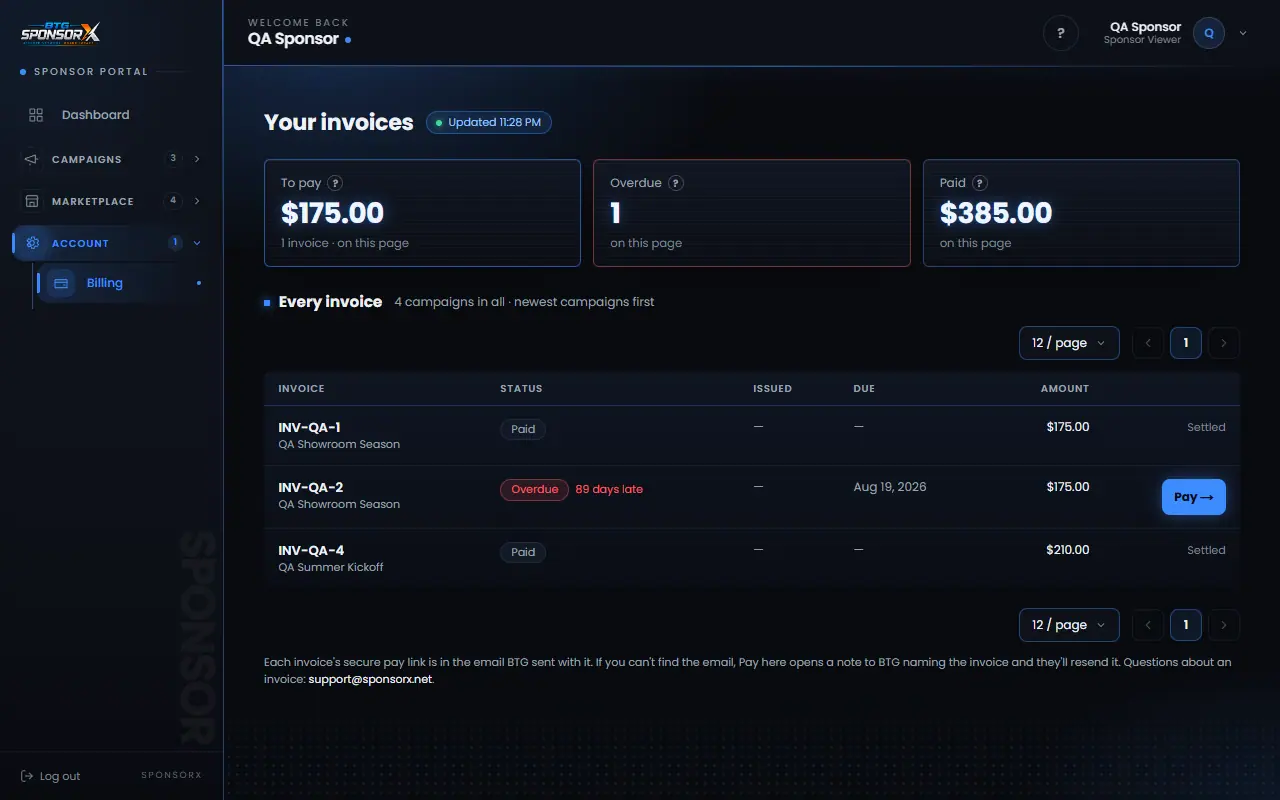 BTG
SPONSORX
SPONSOR PORTAL
Dashboard
CAMPAIGNS 3
MARKETPLACE 4
ACCOUNT 1
Billing
SPONSOR
Log out SPONSORX
WELCOME BACK
QA Sponsor
?
QA Sponsor
Sponsor Viewer
Q
Your invoices
Updated 11:28 PM
To pay ?
$175.00
1 invoice · on this page
Overdue ?
1
on this page
Paid ?
$385.00
on this page
Every invoice 4 campaigns in all · newest campaigns first
12 / page 1
INVOICE STATUS ISSUED DUE AMOUNT
INV-QA-1 Paid — — $175.00 Settled
QA Showroom Season
INV-QA-2 Overdue 89 days late — Aug 19, 2026 $175.00 Pay →
QA Showroom Season
INV-QA-4 Paid — — $210.00 Settled
QA Summer Kickoff
12 / page 1
Each invoice's secure pay link is in the email BTG sent with it. If you can't find the email, Pay here opens a note to BTG naming the invoice and they'll resend it. Questions about an
invoice: support@sponsorx.net.